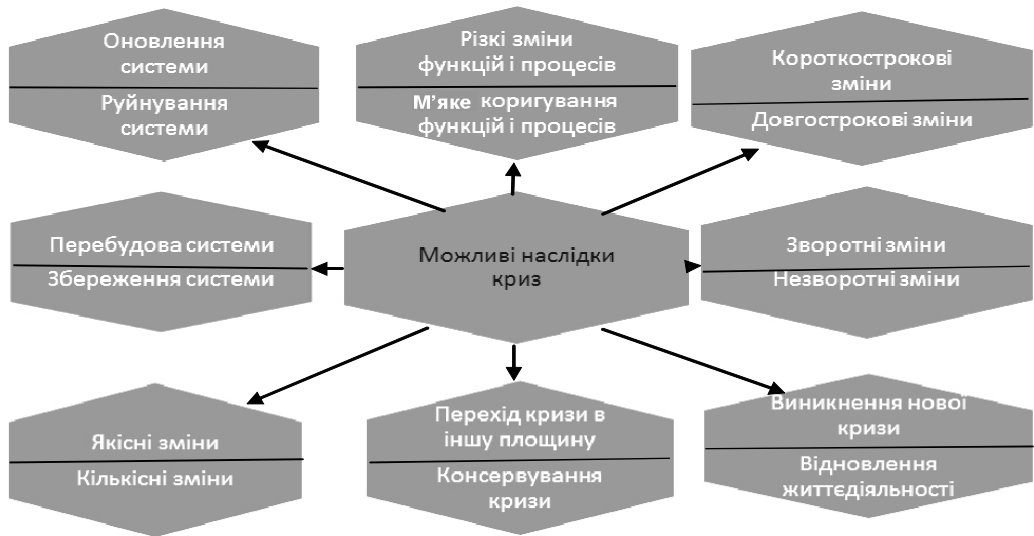 Оновлення
системи
Руйнування
системи
Різкі зміни
функцій і процесів
М’яке коригування
функцій і процесів
Короткострокові
зміни
Довгострокові зміни
Перебудова системи
Збереження системи
Можливі наслідки
криз
Зворотні зміни
Незворотні зміни
Якісні зміни
Кількісні зміни
Перехід кризи в
іншу площину
Консервування
кризи
Виникнення нової
кризи
Відновлення
життєдіяльності